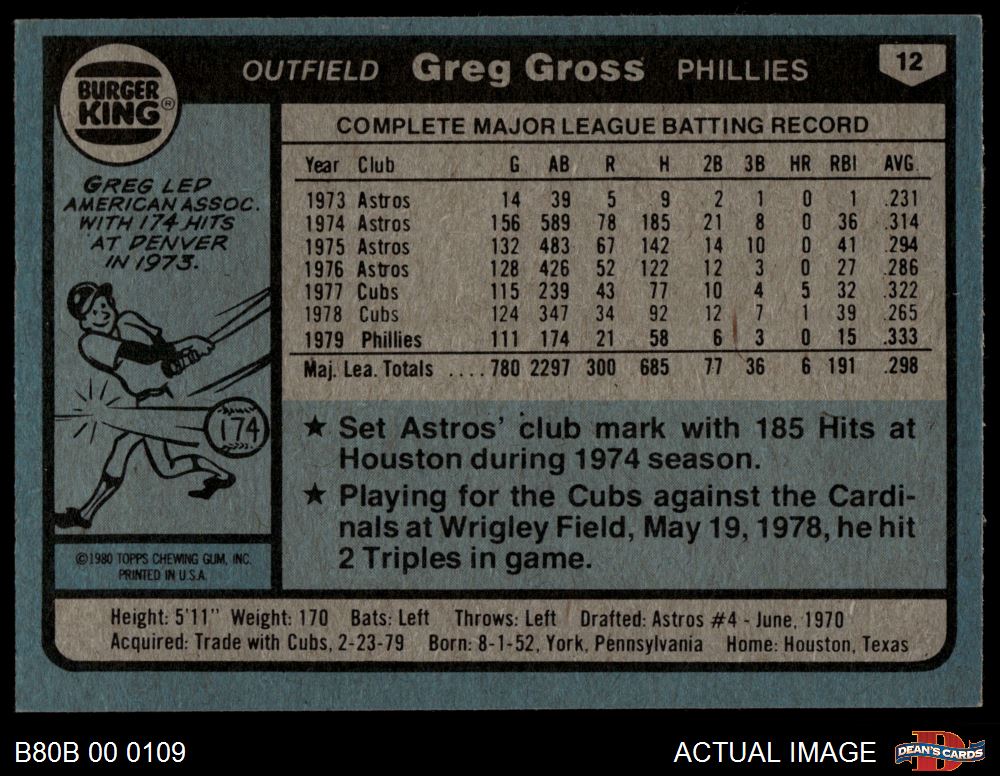 BURGER KING®
OUTFIELD Greg Gross PHILLIES
12
GREG LED
AMERICAN ASSOC.
WITH 174 HITS
AT DENVER
IN 1973.
174
©1980 TOPPS CHEWING GUM, INC.
PRINTED IN U.S.A.
COMPLETE MAJOR LEAGUE BATTING RECORD
Year Club G AB R H 2B 3B HR RBI AVG.
1973 Astros 14 39 5 9 2 1 0 1 .231
1974 Astros 156 589 78 185 21 8 0 36 .314
1975 Astros 132 483 67 142 14 10 0 41 .294
1976 Astros 128 426 52 122 12 3 0 27 .286
1977 Cubs 115 239 43 77 10 4 5 32 .322
1978 Cubs 124 347 34 92 12 7 1 39 .265
1979 Phillies 111 174 21 58 6 3 0 15 .333
Maj. Lea. Totals ....780 2297 300 685 77 36 6 191 .298
★ Set Astros' club mark with 185 Hits at
Houston during 1974 season.
★ Playing for the Cubs against the Cardi-
nals at Wrigley Field, May 19, 1978, he hit
2 Triples in game.
Height: 5'11" Weight: 170 Bats: Left Throws: Left Drafted: Astros #4 - June, 1970
Acquired: Trade with Cubs, 2-23-79 Born: 8-1-52, York, Pennsylvania Home: Houston, Texas
B80B 00 0109
ACTUAL IMAGE
DEAN'S CARDS